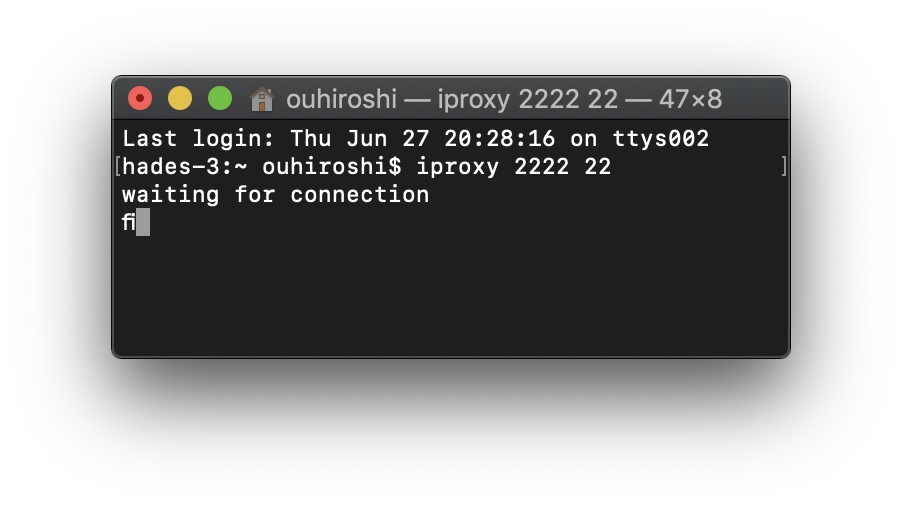 ouhiroshi — iproxy 2222 22 — 47×8
Last login: Thu Jun 27 20:28:16 on ttys002
[hades-3:~ ouhiroshi$ iproxy 2222 22]
waiting for connection
fi